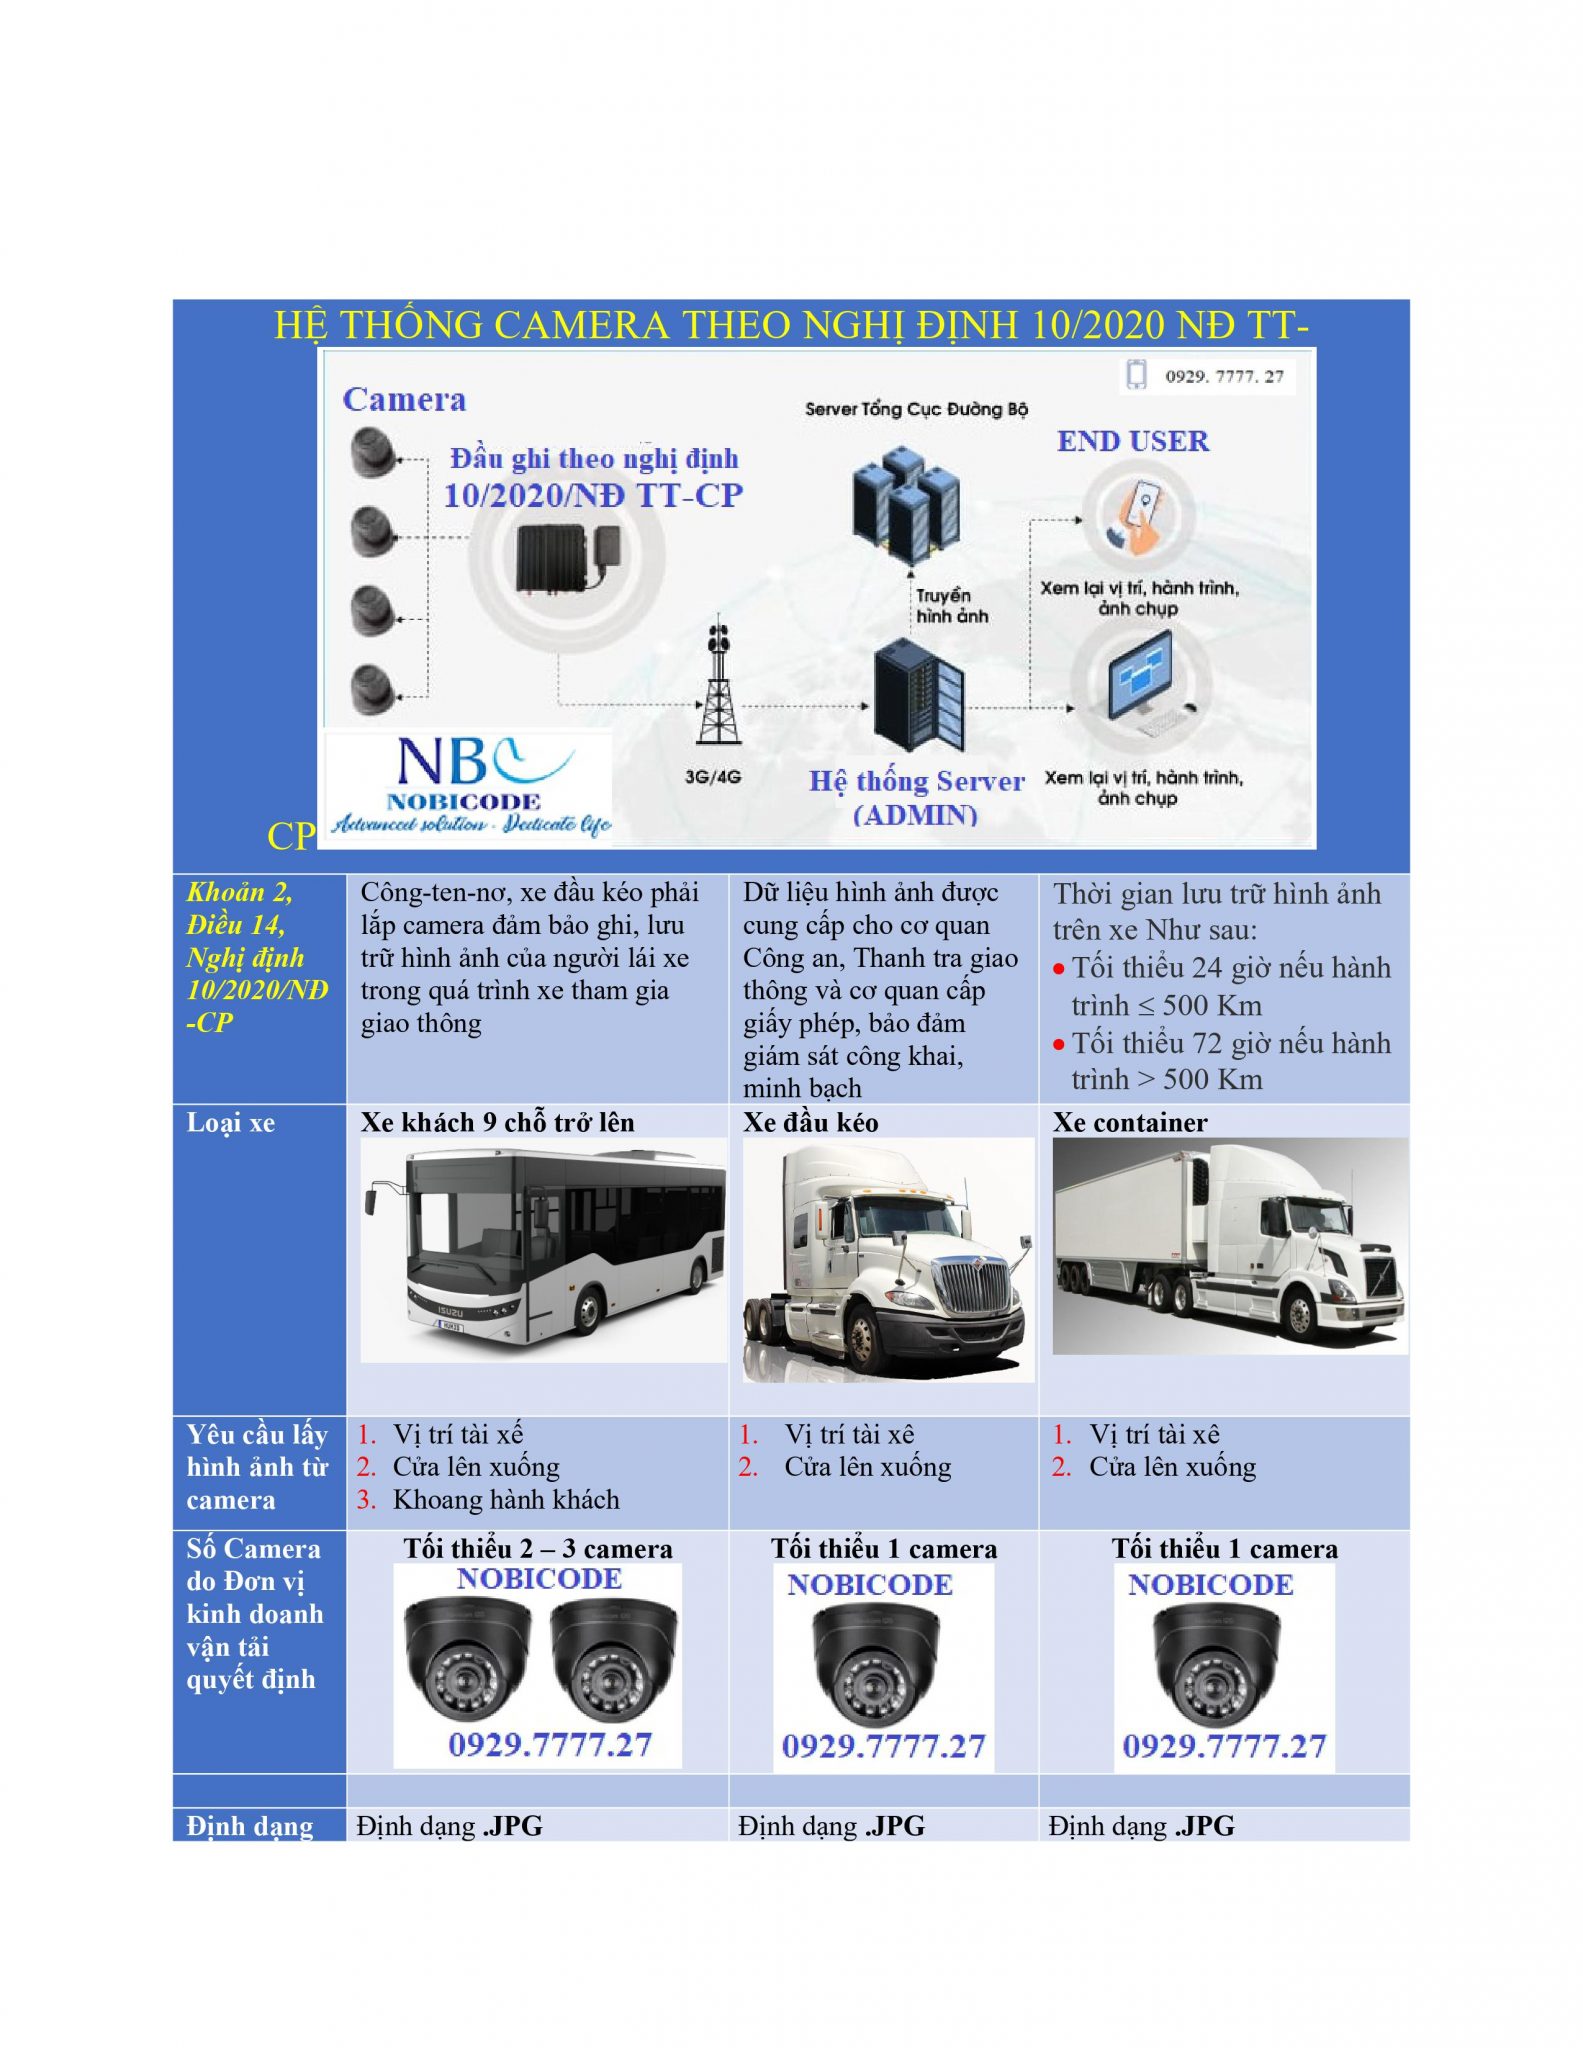 HỆ THỐNG CAMERA THEO NGHỊ ĐỊNH 10/2020 NĐ TT-
CP
0929. 7777. 27
Camera
Đầu ghi theo nghị định
10/2020/NĐ TT-CP
Server Tổng Cục Đường Bộ
END USER
Truyền
hình ảnh
Xem lại vị trí, hành trình,
ảnh chụp
3G/4G
Hệ thống Server
(ADMIN)
Xem lại vị trí, hành trình,
ảnh chụp
NBC
NOBICODE
Advanced solution - Dedicate life
Khoản 2,
Điều 14,
Nghị định
10/2020/NĐ
-CP
Công-ten-nơ, xe đầu kéo phải
lắp camera đảm bảo ghi, lưu
trữ hình ảnh của người lái xe
trong quá trình xe tham gia
giao thông
Dữ liệu hình ảnh được
cung cấp cho cơ quan
Công an, Thanh tra giao
thông và cơ quan cấp
giấy phép, bảo đảm
giám sát công khai,
minh bạch
Thời gian lưu trữ hình ảnh
trên xe Như sau:
• Tối thiểu 24 giờ nếu hành
trình ≤ 500 Km
• Tối thiểu 72 giờ nếu hành
trình > 500 Km
Loại xe
Xe khách 9 chỗ trở lên
ISUZU
Xe đầu kéo
Xe container
Yêu cầu lấy
hình ảnh từ
camera
1. Vị trí tài xế
2. Cửa lên xuống
3. Khoang hành khách
1. Vị trí tài xê
2. Cửa lên xuống
1. Vị trí tài xê
2. Cửa lên xuống
Số Camera
do Đơn vị
kinh doanh
vận tải
quyết định
Tối thiểu 2 – 3 camera
NOBICODE
0929.7777.27
Tối thiểu 1 camera
NOBICODE
0929.7777.27
Tối thiểu 1 camera
NOBICODE
0929.7777.27
Định dạng
Định dạng .JPG
Định dạng .JPG
Định dạng .JPG